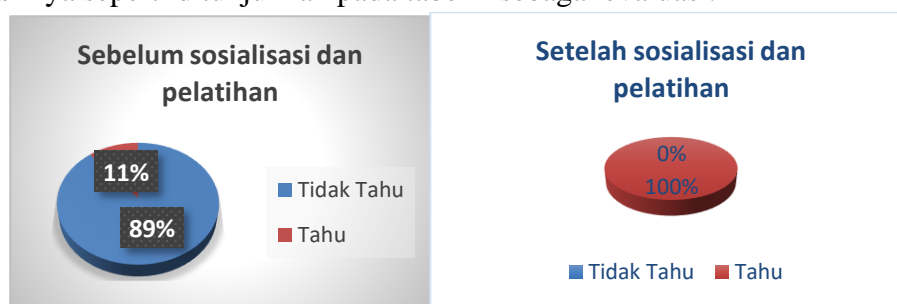 Sebelum sosialisasi dan
pelatihan
11%
89%
Tidak Tahu
Tahu
Setelah sosialisasi dan
pelatihan
0%
100%
Tidak Tahu Tahu